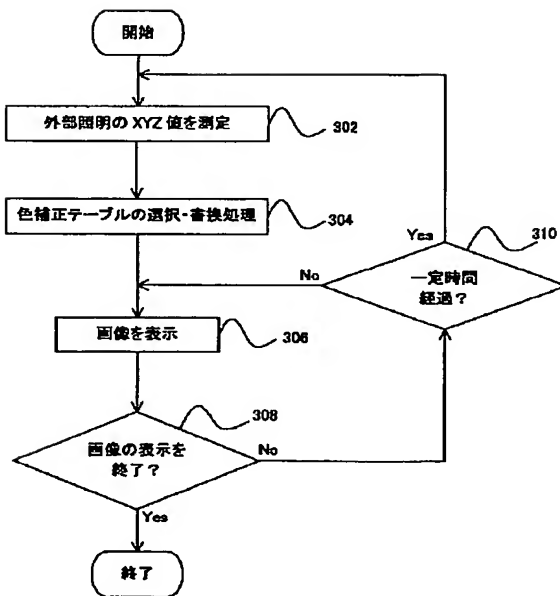 開始
外部照明のXYZ値を測定
302
色補正テーブルの選択・書換処理
304
Yes
310
No
一定時間
経過?
画像を表示
306
308
画像の表示を
終了?
No
Yes
終了